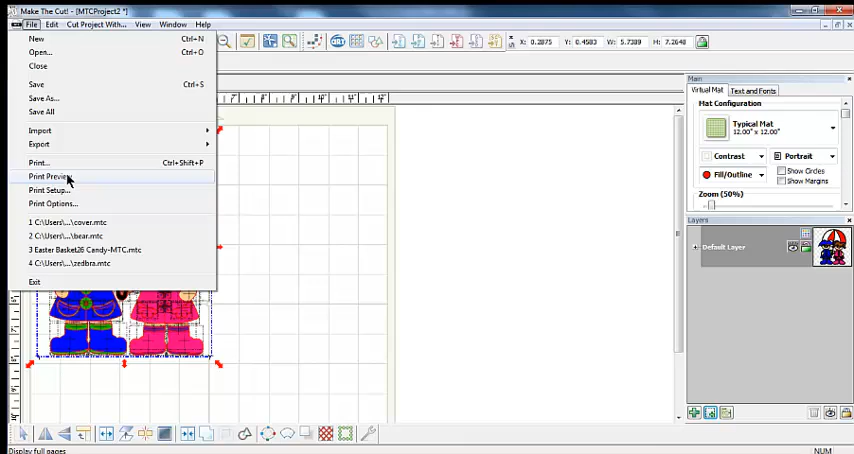 Make The Cut! - [MTCProject2 *]
File Edit Cut Project With... View Window Help
New Ctrl+N
Open... Ctrl+O
Close
Save Ctrl+S
Save As...
Save All
Import
Export
Print... Ctrl+Shift+P
Print Preview
Print Setup...
Print Options...
1 C:\Users\...\cover.mtc
2 C:\Users\...\bear.mtc
3 Easter Basket26 Candy-MTC.mtc
4 C:\Users\...\zedbra.mtc
Exit
X: 0.2875 Y: 0.4583 W: 5.7389 H: 7.2648
Main
Virtual Mat Text and Fonts
Mat Configuration
Typical Mat
12.00" x 12.00"
Contrast Portrait
Fill/Outline Show Circles
Show Margins
Zoom (50%)
Layers
Default Layer
Display full pages
NUM